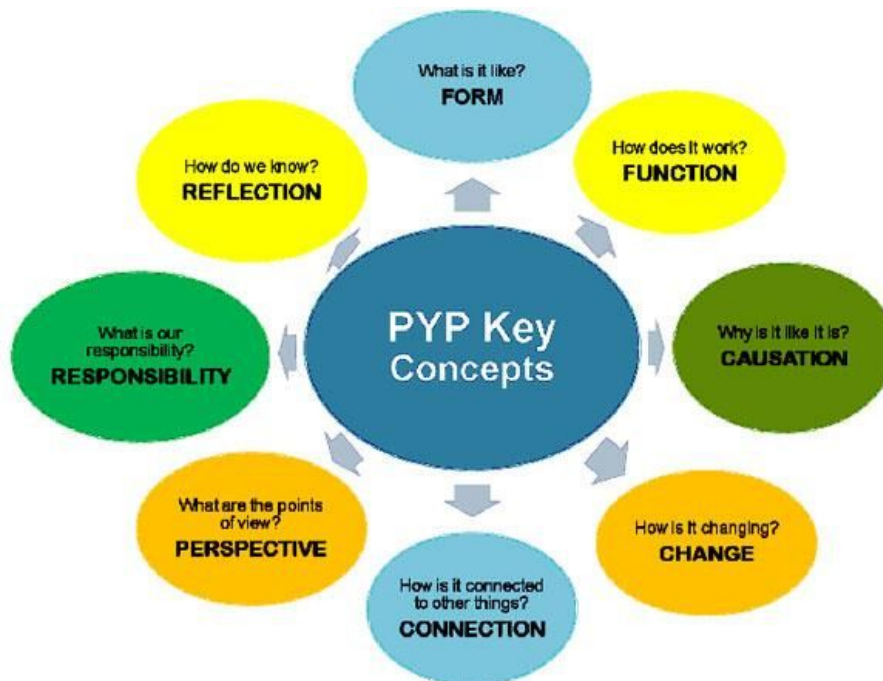 What is it like?
FORM
How does it work?
FUNCTION
Why is it like it is?
CAUSATION
How is it changing?
CHANGE
How is it connected
to other things?
CONNECTION
What are the points
of view?
PERSPECTIVE
What is our
responsibility?
RESPONSIBILITY
How do we know?
REFLECTION
PYP Key
Concepts